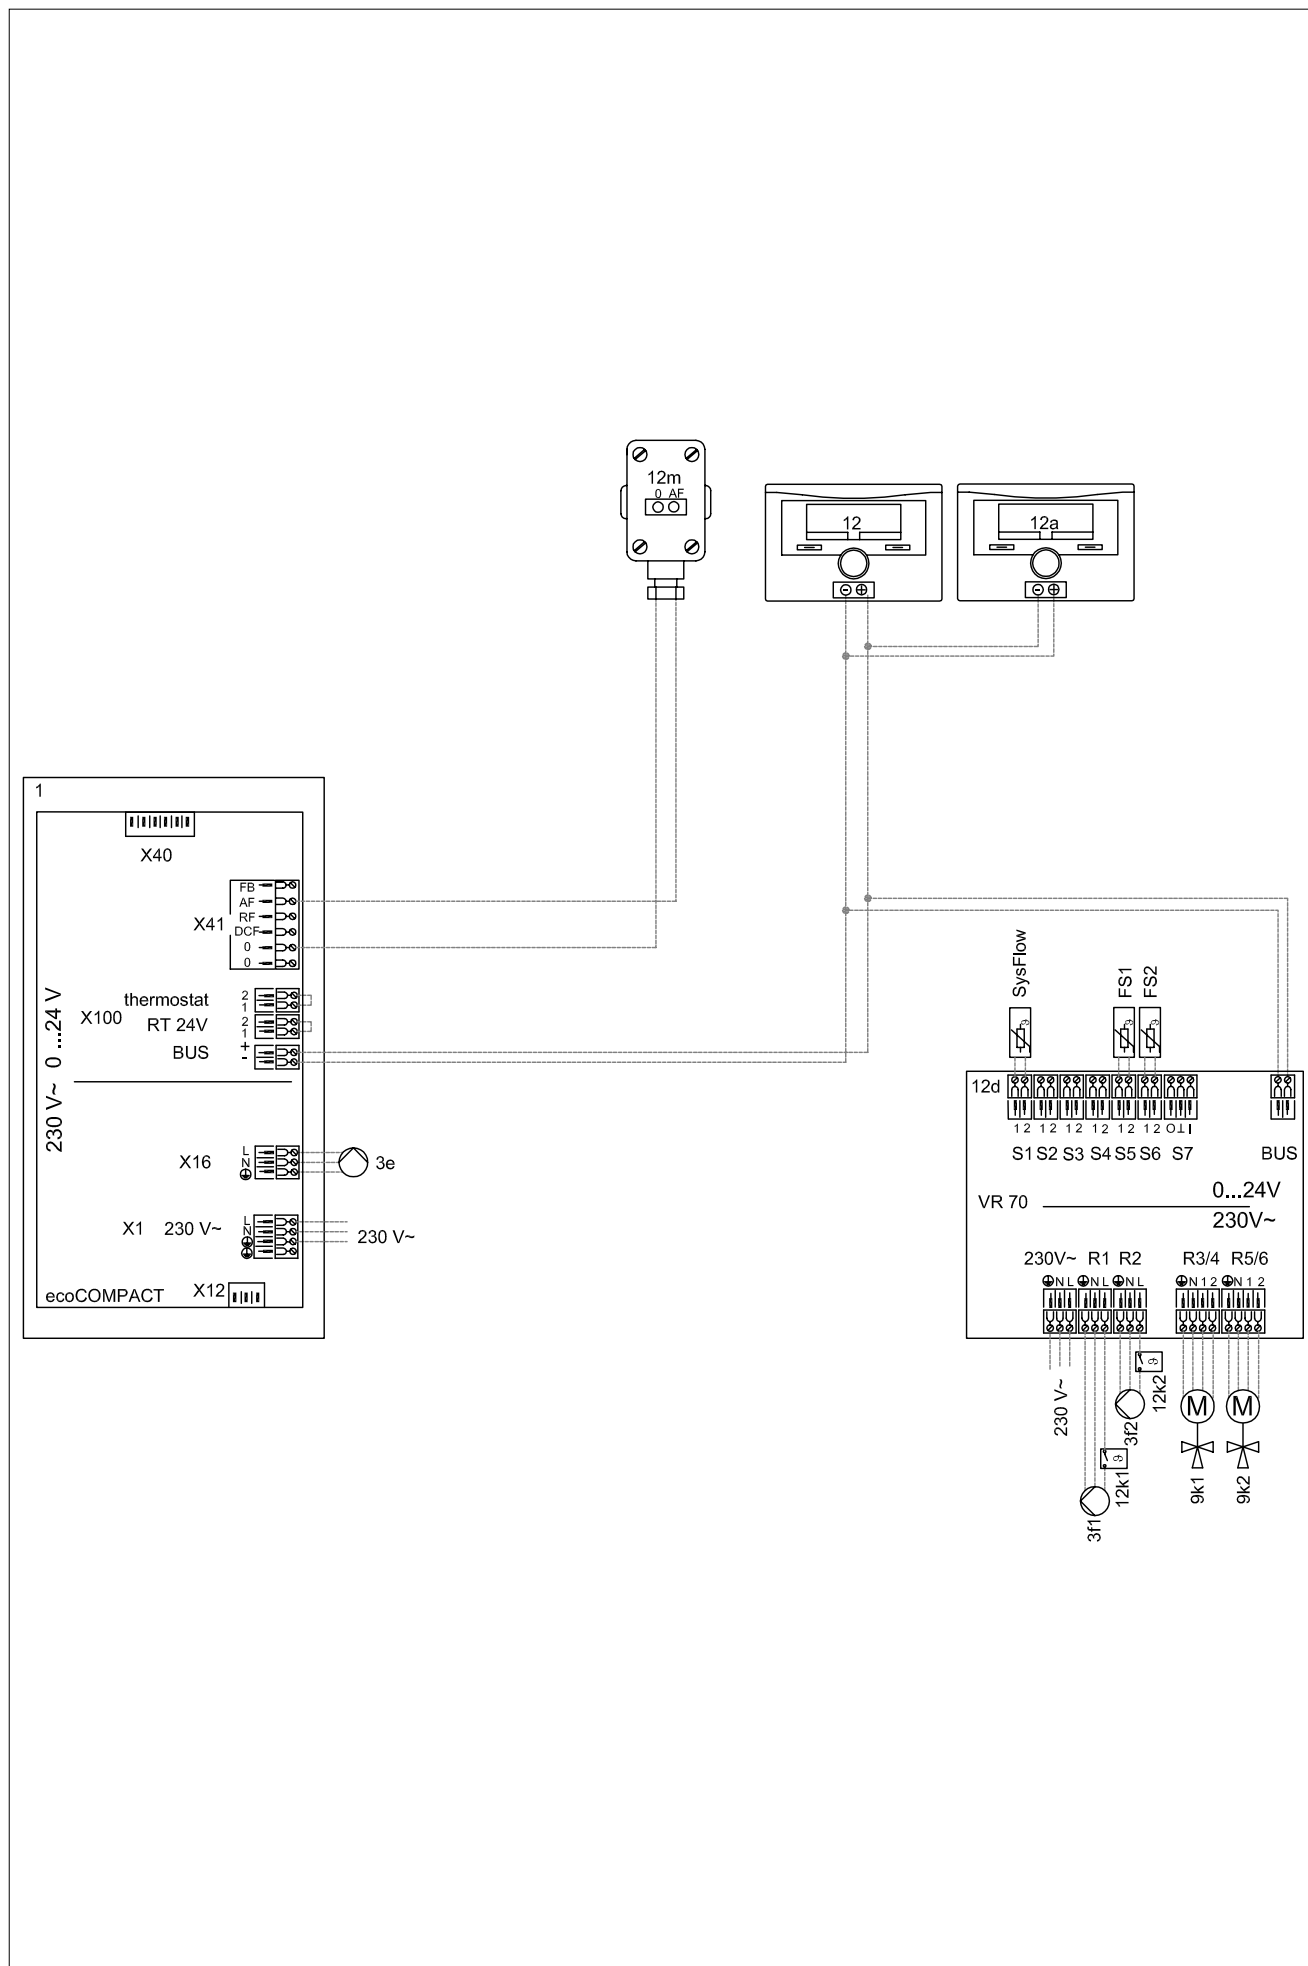 12m
0 AF
12
12a
1
X40
FB
AF
RF
DCF
0
0
X41
thermostat
2
1
X100
RT 24V
2
1
BUS
+
-
230 V~ 0 ...24 V
X16
L
N
3e
X1 230 V~
L
N
230 V~
X12
ecoCOMPACT
SysFlow
FS1
FS2
12d
1 2 1 2 1 2 1 2 1 2 1 2
S1 S2 S3 S4 S5 S6 S7
BUS
VR 70
0...24V
230V~
230V~ R1 R2 R3/4 R5/6
N L N L N L N 1 2 N 1 2
230 V~
12k2
3f2
12k1
3f1
M
M
9k1
9k2